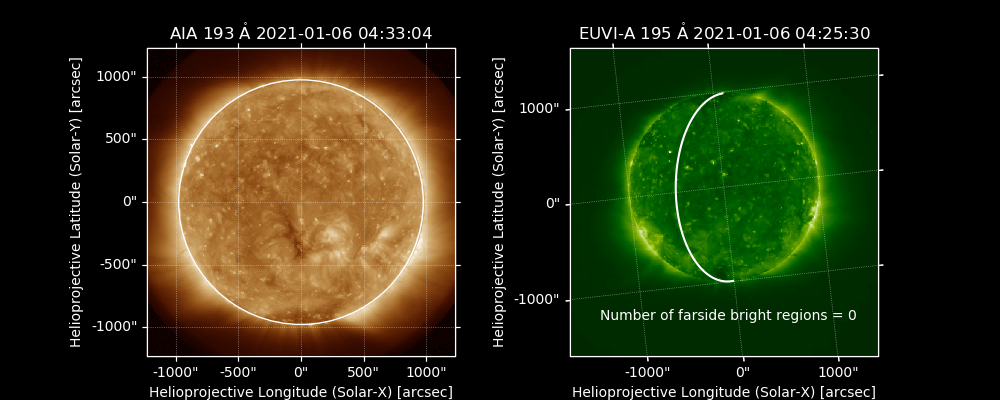 AIA 193 Å 2021-01-06 04:33:04
Helioprojective Latitude (Solar-Y) [arcsec]
1000"
500"
0"
-500"
-1000"
-1000" -500" 0" 500" 1000"
Helioprojective Longitude (Solar-X) [arcsec]
EUVI-A 195 Å 2021-01-06 04:25:30
Helioprojective Latitude (Solar-Y) [arcsec]
1000"
0"
-1000"
Number of farside bright regions = 0
-1000" 0" 1000"
Helioprojective Longitude (Solar-X) [arcsec]